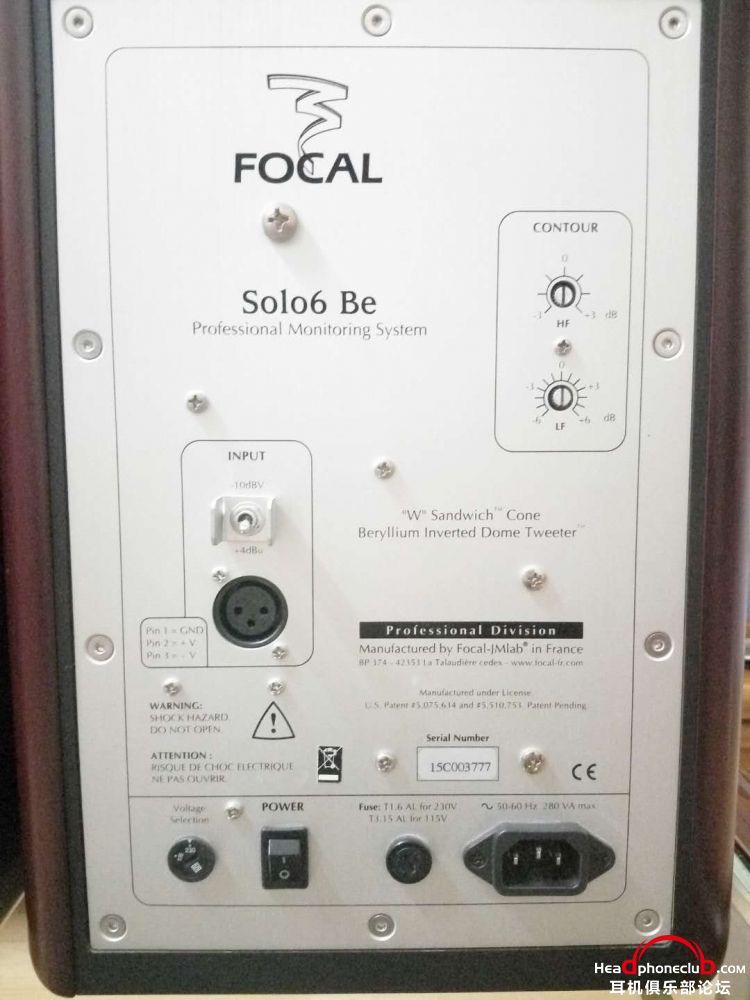 FOCAL
CONTOUR
0
-3 +3 dB
HF
Solo6 Be
Professional Monitoring System
0
-3 +3
-6 +6 dB
LF
INPUT
-10dBV
+4dBu
"W" Sandwich™ Cone
Beryllium Inverted Dome Tweeter™
Pin 1 = GND
Pin 2 = + V
Pin 3 = - V
Professional Division
Manufactured by Focal-JMlab® in France
BP 374 - 42353 La Talaudière cedex - www.focal-fr.com
Manufactured under License.
U.S. Patent #5,075,634 and #5,510,753. Patent Pending.
WARNING:
SHOCK HAZARD.
DO NOT OPEN.
ATTENTION :
RISQUE DE CHOC ELECTRIQUE
NE PAS OUVRIR.
Serial Number
15C003777
CE
Voltage
Selection
230
POWER
I
O
Fuse: T1.6 AL for 230V
T3.15 AL for 115V
50-60 Hz 280 VA max.
HeadphonecluD.com
耳机俱乐部论坛